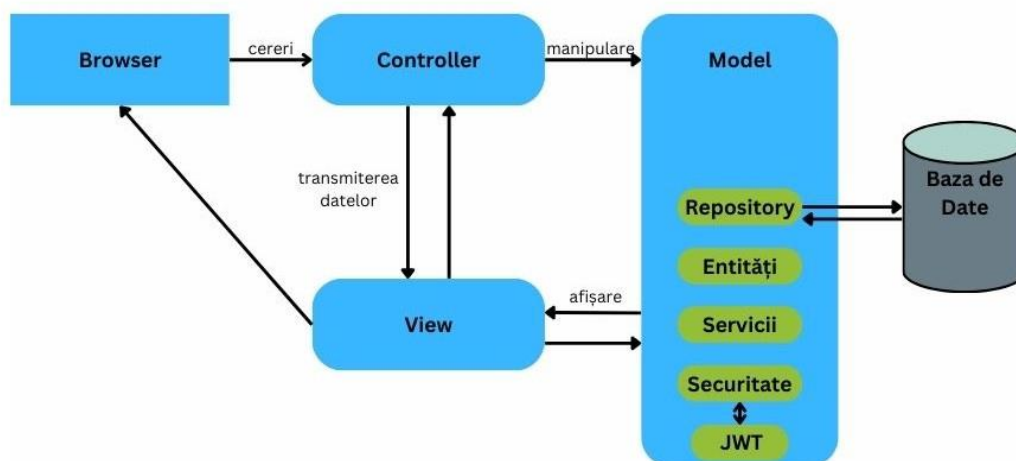 Browser
cereri
Controller
manipulare
Model
transmiterea
datelor
Repository
Baza de
Date
Entități
afișare
View
Servicii
Securitate
JWT